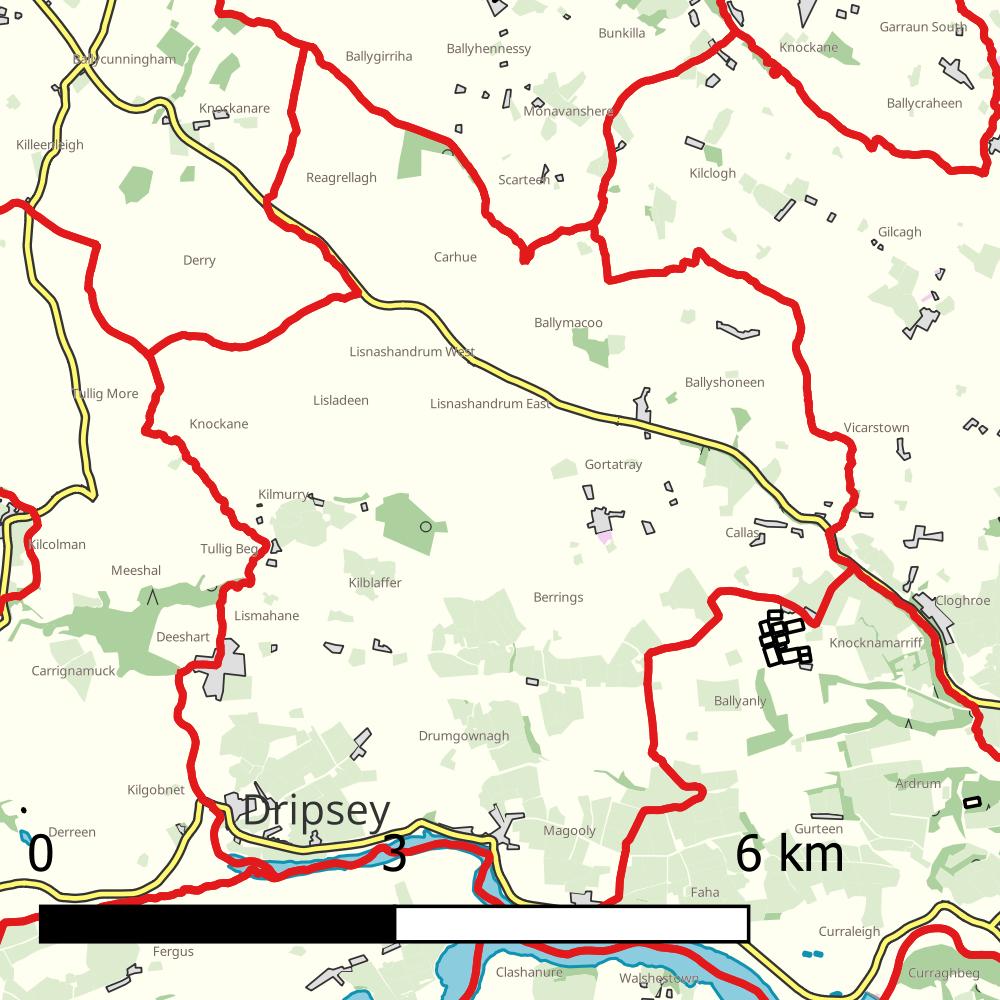 Garraun South
Bunkilla
Ballyhennessy
Knockane
Ballygirriha
Ballycunningham
Ballycraheen
Knockanare
Monavanshere
Killeenleigh
Kilclogh
Reagrellagh
Scarteen
Gilcagh
Carhue
Derry
Ballymacoo
Lisnashandrum West
Ballyshoneen
Tullig More
Lisladeen
Lisnashandrum East
Knockane
Vicarstown
Gortatray
Kilmurry
Callas
Kilcolman
Tullig Beg
Meeshal
Kilblaffer
Berrings
Cloghroe
Lismahane
Deeshart
Knocknamarriff
Carrignamuck
Ballyanly
Drumgownagh
Ardrum
Kilgobnet
Dripsey
Derreen
Magooly
Gurteen
0 3 6 km
Faha
Curraleigh
Fergus
Clashanure
Walshestown
Curraghbeg